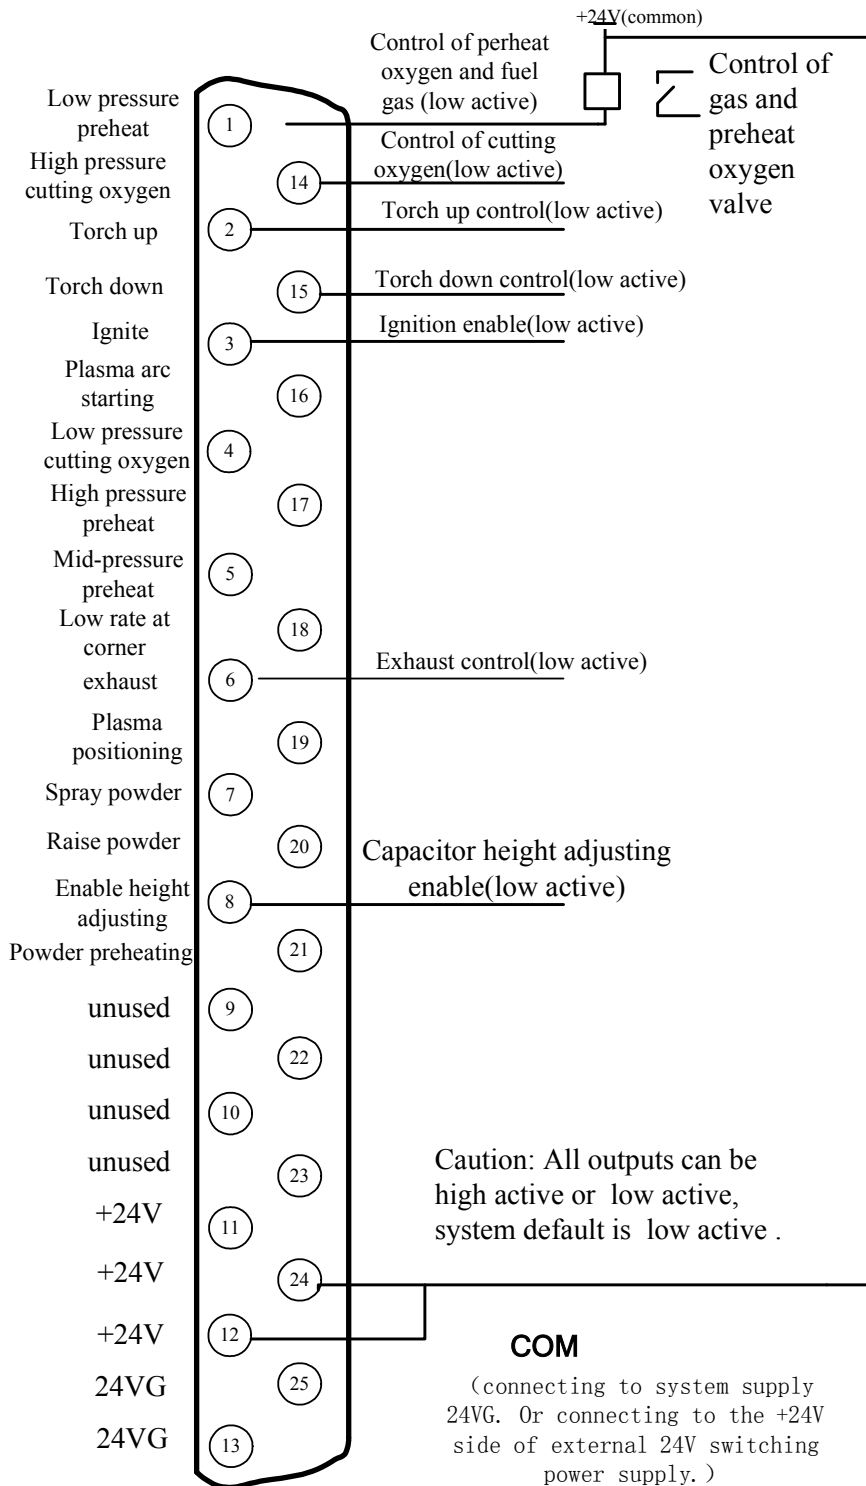 +24V(common)
Control of perheat
oxygen and fuel
gas (low active)
Control of
gas and
preheat
oxygen
valve
Low pressure
preheat
1
High pressure
cutting oxygen
14
Control of cutting
oxygen(low active)
Torch up
2
Torch up control(low active)
Torch down
15
Torch down control(low active)
Ignite
3
Ignition enable(low active)
Plasma arc
starting
16
Low pressure
cutting oxygen
4
High pressure
preheat
17
Mid-pressure
preheat
5
Low rate at
corner
18
exhaust
6
Exhaust control(low active)
Plasma
positioning
19
Spray powder
7
Raise powder
20
Capacitor height adjusting
enable(low active)
Enable height
adjusting
8
Powder preheating
21
unused
9
unused
22
unused
10
unused
23
Caution: All outputs can be
high active or low active,
system default is low active .
+24V
11
+24V
24
+24V
12
24VG
25
24VG
13
COM
(connecting to system supply
24VG. Or connecting to the +24V
side of external 24V switching
power supply.)